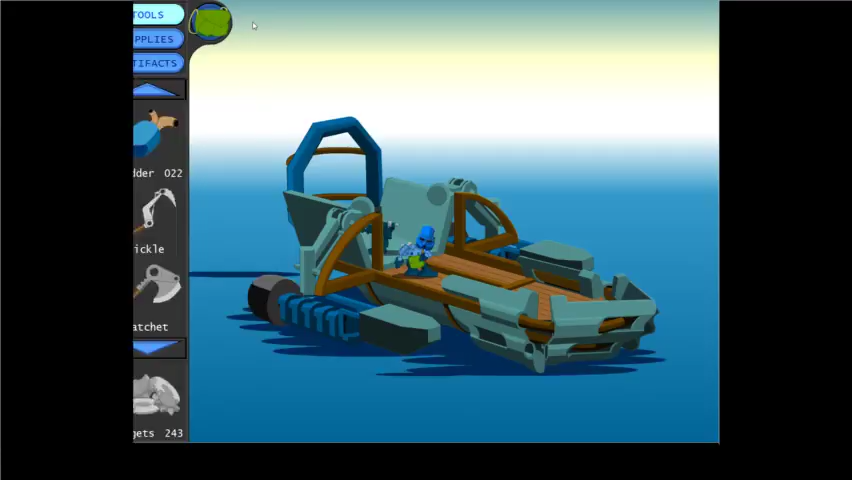 TOOLS
PPLIES
TIFACTS
dder 022
ickle
atchet
gets 243